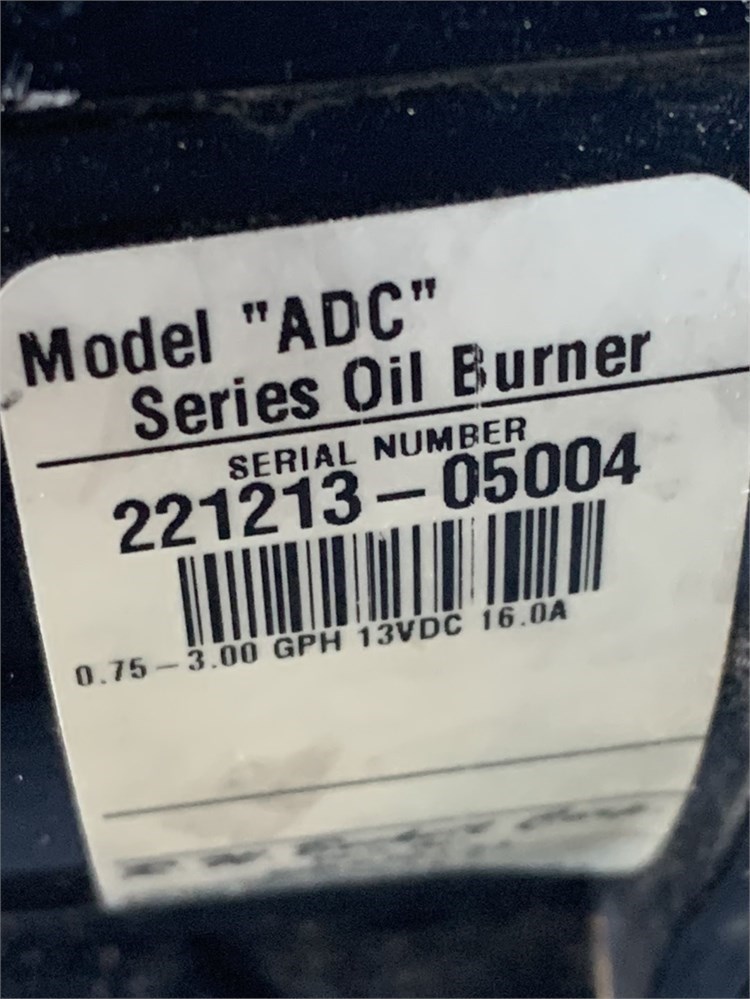 Model "ADC"
Series Oil Burner
SERIAL NUMBER
221213-05004
0.75-3.00 GPH 13VDC 16.0A